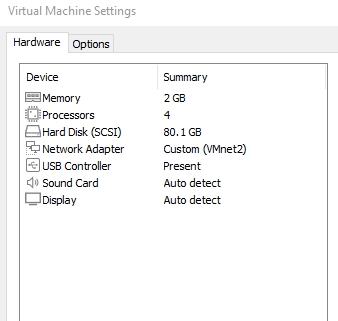 Virtual Machine Settings
Hardware Options
Device Summary
Memory 2 GB
Processors 4
Hard Disk (SCSI) 80.1 GB
Network Adapter Custom (VMnet2)
USB Controller Present
Sound Card Auto detect
Display Auto detect